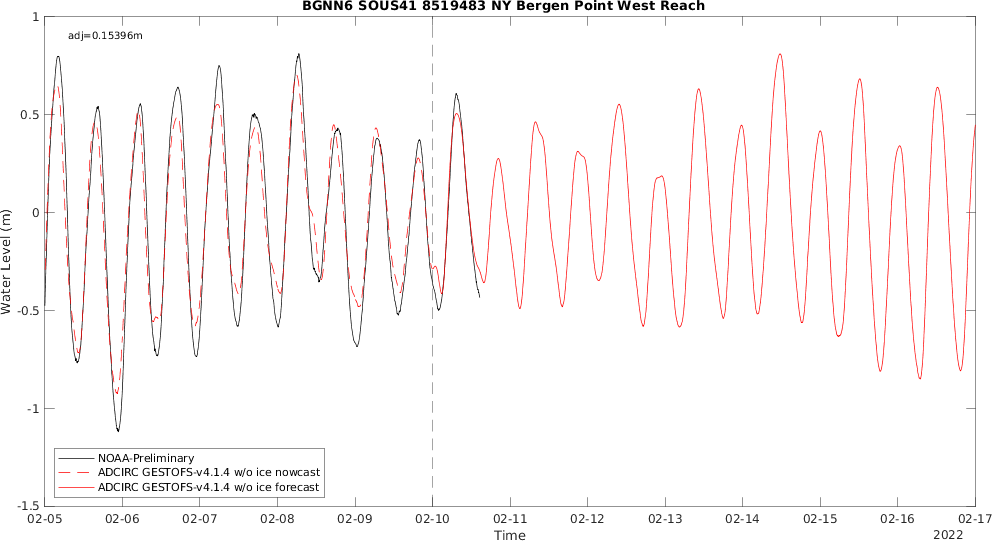 BGNN6 SOUS41 8519483 NY Bergen Point West Reach
adj=0.15396m
1
0.5
0
-0.5
-1
-1.5
Water Level (m)
NOAA-Preliminary
ADCIRC GESTOFS-v4.1.4 w/o ice nowcast
ADCIRC GESTOFS-v4.1.4 w/o ice forecast
02-05 02-06 02-07 02-08 02-09 02-10 02-11 02-12 02-13 02-14 02-15 02-16 02-17
Time
2022